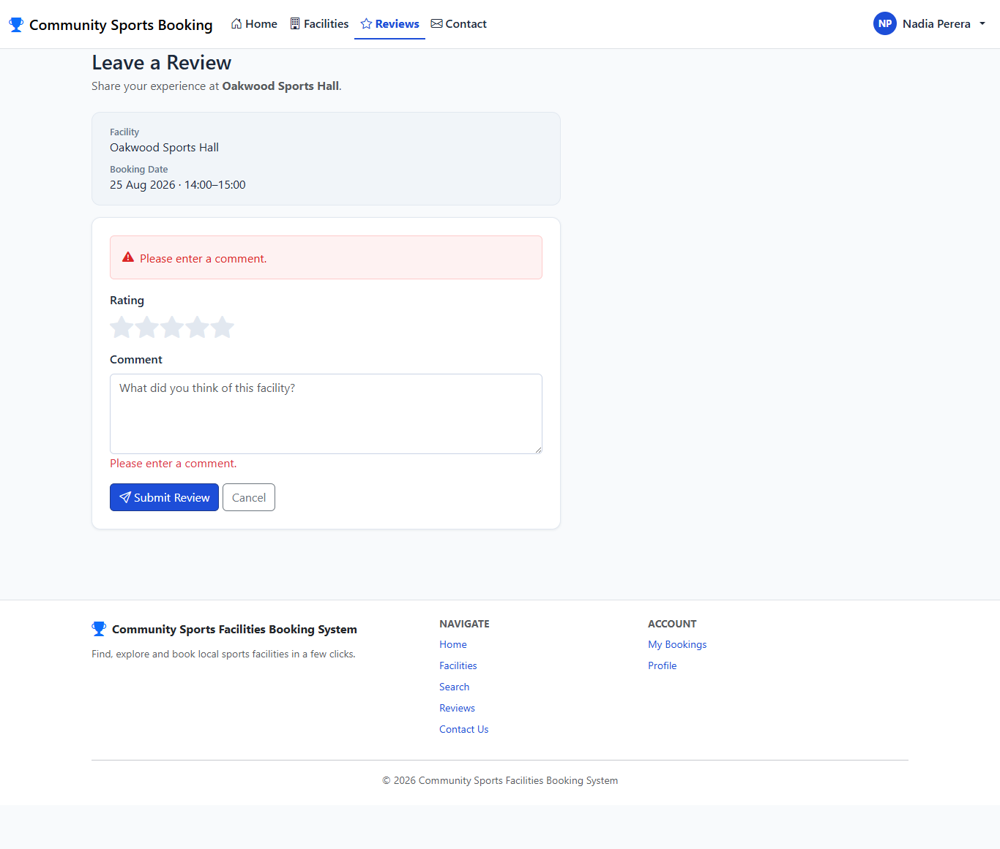 Community Sports Booking
Home
Facilities
Reviews
Contact
NP
Nadia Perera
Leave a Review
Share your experience at Oakwood Sports Hall.
Facility
Oakwood Sports Hall
Booking Date
25 Aug 2026 · 14:00–15:00
Please enter a comment.
Rating
Comment
What did you think of this facility?
Please enter a comment.
Submit Review
Cancel
Community Sports Facilities Booking System
Find, explore and book local sports facilities in a few clicks.
NAVIGATE
Home
Facilities
Search
Reviews
Contact Us
ACCOUNT
My Bookings
Profile
© 2026 Community Sports Facilities Booking System